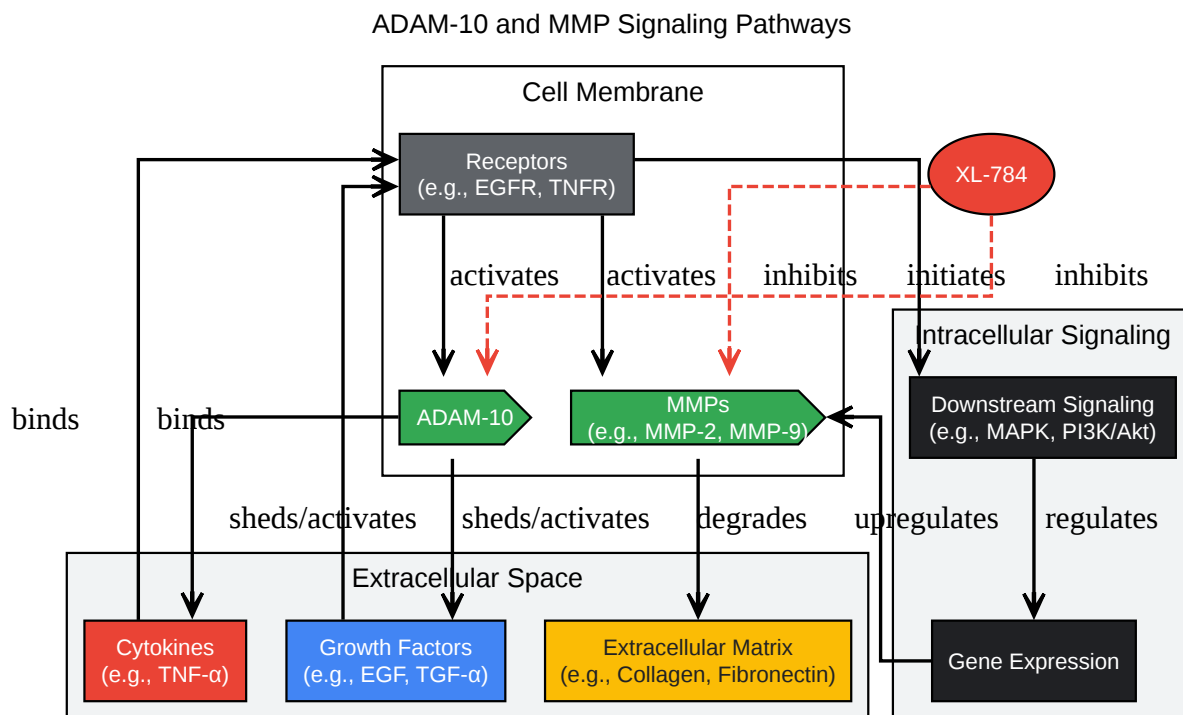 ADAM-10 and MMP Signaling Pathways
Cell Membrane
Receptors
(e.g., EGFR, TNFR)
XL-784
activates
activates
inhibits
initiates
inhibits
Intracellular Signaling
binds
binds
ADAM-10
MMPs
(e.g., MMP-2, MMP-9)
Downstream Signaling
(e.g., MAPK, PI3K/Akt)
sheds/activates
sheds/activates
degrades
upregulates
regulates
Extracellular Space
Cytokines
(e.g., TNF-α)
Growth Factors
(e.g., EGF, TGF-α)
Extracellular Matrix
(e.g., Collagen, Fibronectin)
Gene Expression